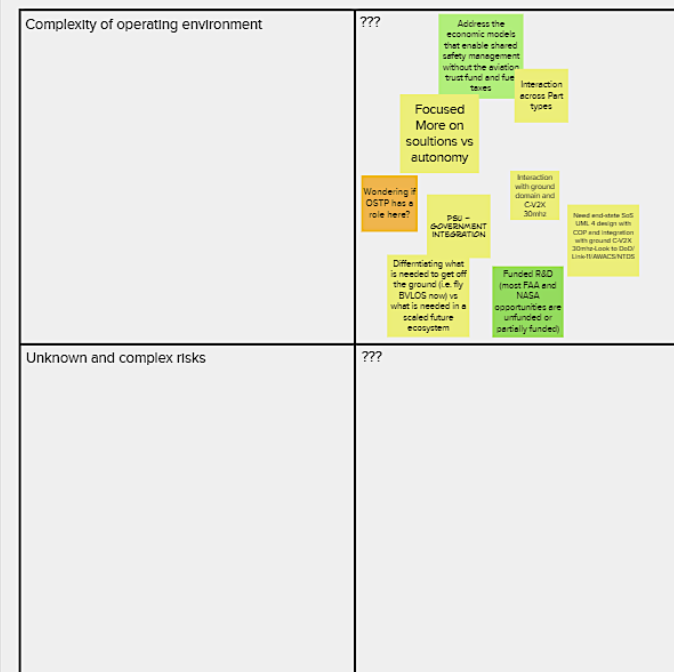 Complexity of operating environment
???
Address the
economic models
that enable shared
safety management
without the aviation
trust fund and fuel
taxes
Interaction
across Part
types
Focused
More on
soultions vs
autonomy
Wondering if
OSTP has a
role here?
PSU –
GOVERNMENT
INTEGRATION
Interaction
with ground
domain and
C-V2X
30mhz
Need end-state SoS
UML 4 design with
COP and integration
with ground C-V2X
30mhz-Look to DoD/
Link-11/AWACS/NTDS
Differntiating what
is needed to get off
the ground (i.e. fly
BVLOS now) vs
what is needed in a
scaled future
ecosystem
Funded R&D
(most FAA and
NASA
opportunities are
unfunded or
partially funded)
Unknown and complex risks
???